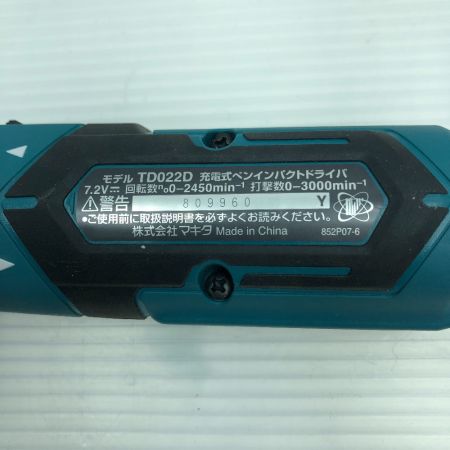 モデル TD022D 充電式ペンインパクトドライバ
7.2V⎓ 回転数 n₀0-2450min⁻¹ 打撃数0-3000min⁻¹
⚠警告 809960 Y
●ご使用前に取扱説明書を必ずよくお読みください。
株式会社マキタ Made in China 852P07-6